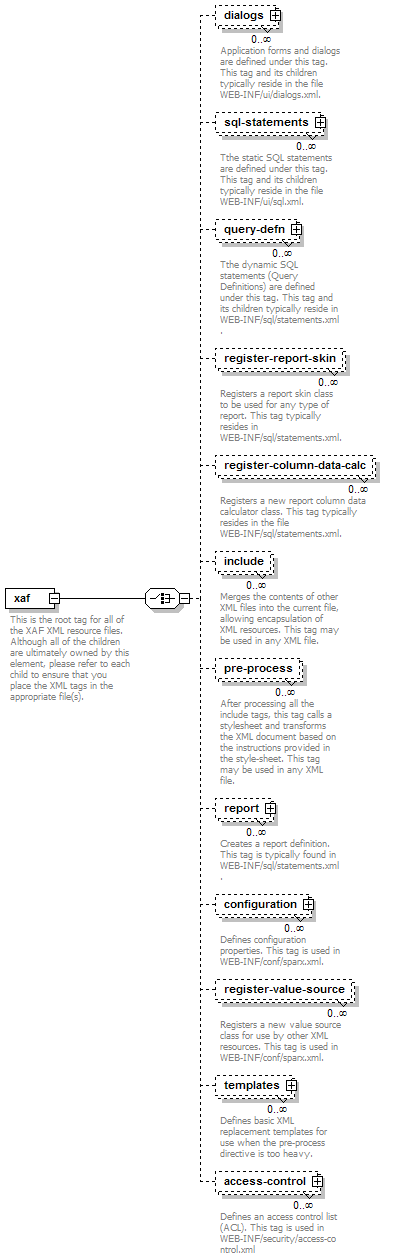 dialogs
0..∞
Application forms and dialogs
are defined under this tag.
This tag and its children
typically reside in the file
WEB-INF/ui/dialogs.xml.
sql-statements
0..∞
Tthe static SQL statements
are defined under this tag.
This tag and its children
typically reside in the file
WEB-INF/ui/sql.xml.
query-defn
0..∞
Tthe dynamic SQL
statements (Query
Definitions) are defined
under this tag. This tag and
its children typically reside in
WEB-INF/sql/statements.xml
.
register-report-skin
0..∞
Registers a report skin class
to be used for any type of
report. This tag typically
resides in
WEB-INF/sql/statements.xml.
register-column-data-calc
0..∞
Registers a new report column data
calculator class. This tag typically
resides in the file
WEB-INF/sql/statements.xml.
include
0..∞
Merges the contents of other
XML files into the current file,
allowing encapsulation of
XML resources. This tag may
be used in any XML file.
xaf
This is the root tag for all of
the XAF XML resource files.
Although all of the children
are ultimately owned by this
element, please refer to each
child to ensure that you
place the XML tags in the
appropriate file(s).
pre-process
0..∞
After processing all the
include tags, this tag calls a
stylesheet and transforms
the XML document based on
the instructions provided in
the style-sheet. This tag
may be used in any XML
file.
report
0..∞
Creates a report definition.
This tag is typically found in
WEB-INF/sql/statements.xml
.
configuration
0..∞
Defines configuration
properties. This tag is used in
WEB-INF/conf/sparx.xml.
register-value-source
0..∞
Registers a new value source
class for use by other XML
resources. This tag is used in
WEB-INF/conf/sparx.xml.
templates
0..∞
Defines basic XML
replacement templates for
use when the pre-process
directive is too heavy.
access-control
0..∞
Defines an access control list
(ACL). This tag is used in
WEB-INF/security/access-co
ntrol.xml